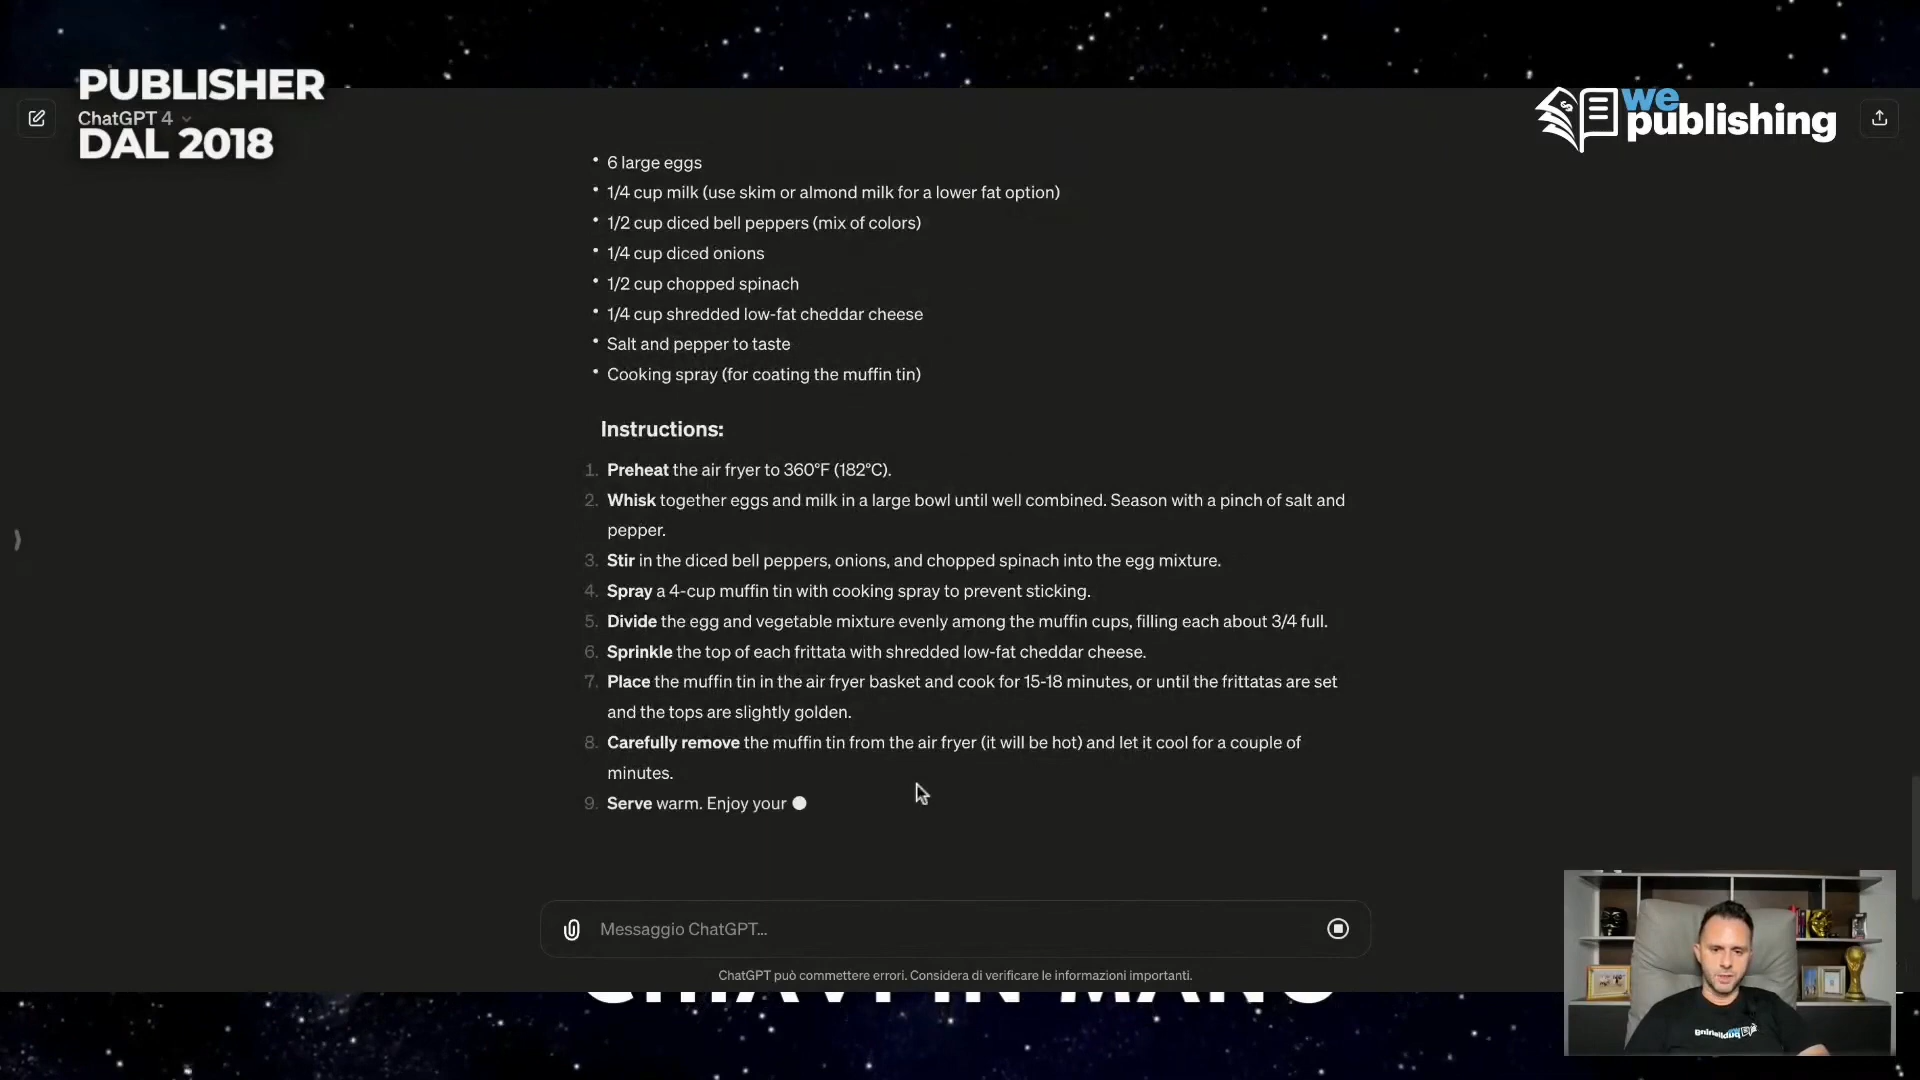 PUBLISHER
ChatGPT 4
DAL 2018
we
publishing
• 6 large eggs
• 1/4 cup milk (use skim or almond milk for a lower fat option)
• 1/2 cup diced bell peppers (mix of colors)
• 1/4 cup diced onions
• 1/2 cup chopped spinach
• 1/4 cup shredded low-fat cheddar cheese
• Salt and pepper to taste
• Cooking spray (for coating the muffin tin)
Instructions:
1. Preheat the air fryer to 360°F (182°C).
2. Whisk together eggs and milk in a large bowl until well combined. Season with a pinch of salt and
pepper.
3. Stir in the diced bell peppers, onions, and chopped spinach into the egg mixture.
4. Spray a 4-cup muffin tin with cooking spray to prevent sticking.
5. Divide the egg and vegetable mixture evenly among the muffin cups, filling each about 3/4 full.
6. Sprinkle the top of each frittata with shredded low-fat cheddar cheese.
7. Place the muffin tin in the air fryer basket and cook for 15-18 minutes, or until the frittatas are set
and the tops are slightly golden.
8. Carefully remove the muffin tin from the air fryer (it will be hot) and let it cool for a couple of
minutes.
9. Serve warm. Enjoy your
Messaggio ChatGPT...
ChatGPT può commettere errori. Considera di verificare le informazioni importanti.